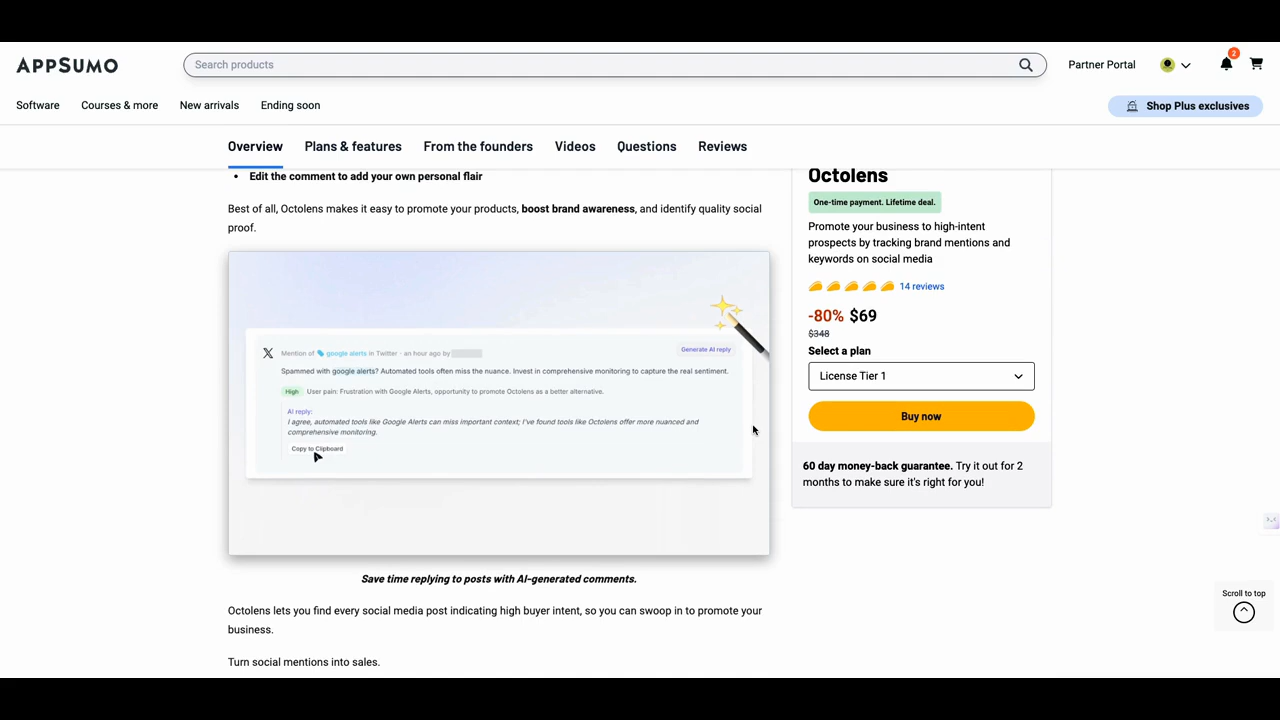 APPSUMO
Search products
Partner Portal
2
Software
Courses & more
New arrivals
Ending soon
Shop Plus exclusives
Overview
Plans & features
From the founders
Videos
Questions
Reviews
• Edit the comment to add your own personal flair
Best of all, Octolens makes it easy to promote your products, boost brand awareness, and identify quality social
proof.
Mention of google alerts in Twitter · an hour ago by
Generate AI reply
Spammed with google alerts? Automated tools often miss the nuance. Invest in comprehensive monitoring to capture the real sentiment.
High
User pain: Frustration with Google Alerts, opportunity to promote Octolens as a better alternative.
AI reply:
I agree, automated tools like Google Alerts can miss important context; I've found tools like Octolens offer more nuanced and
comprehensive monitoring.
Copy to Clipboard
Save time replying to posts with AI-generated comments.
Octolens lets you find every social media post indicating high buyer intent, so you can swoop in to promote your
business.
Turn social mentions into sales.
Octolens
One-time payment. Lifetime deal.
Promote your business to high-intent
prospects by tracking brand mentions and
keywords on social media
14 reviews
-80% $69
$348
Select a plan
License Tier 1
Buy now
60 day money-back guarantee. Try it out for 2
months to make sure it's right for you!
Scroll to top